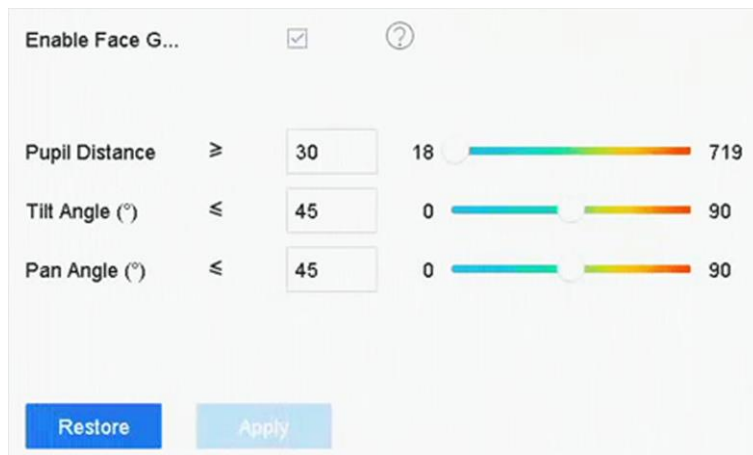 Enable Face G...
Pupil Distance ≥ 30 18 719
Tilt Angle (°) ≤ 45 0 90
Pan Angle (°) ≤ 45 0 90
Restore Apply